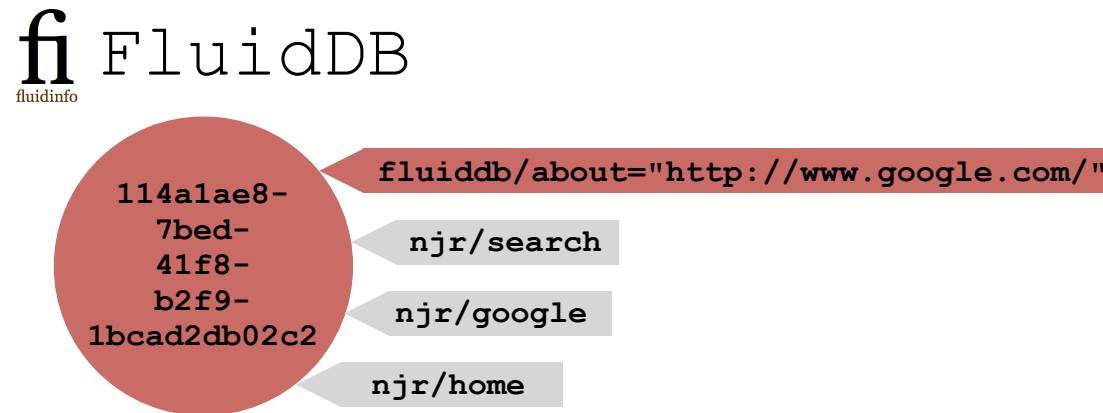 fi FluidDB
fluidinfo
fluiddb/about="http://www.google.com/"
114a1ae8-
7bed-
41f8-
b2f9-
1bcad2db02c2
njr/search
njr/google
njr/home